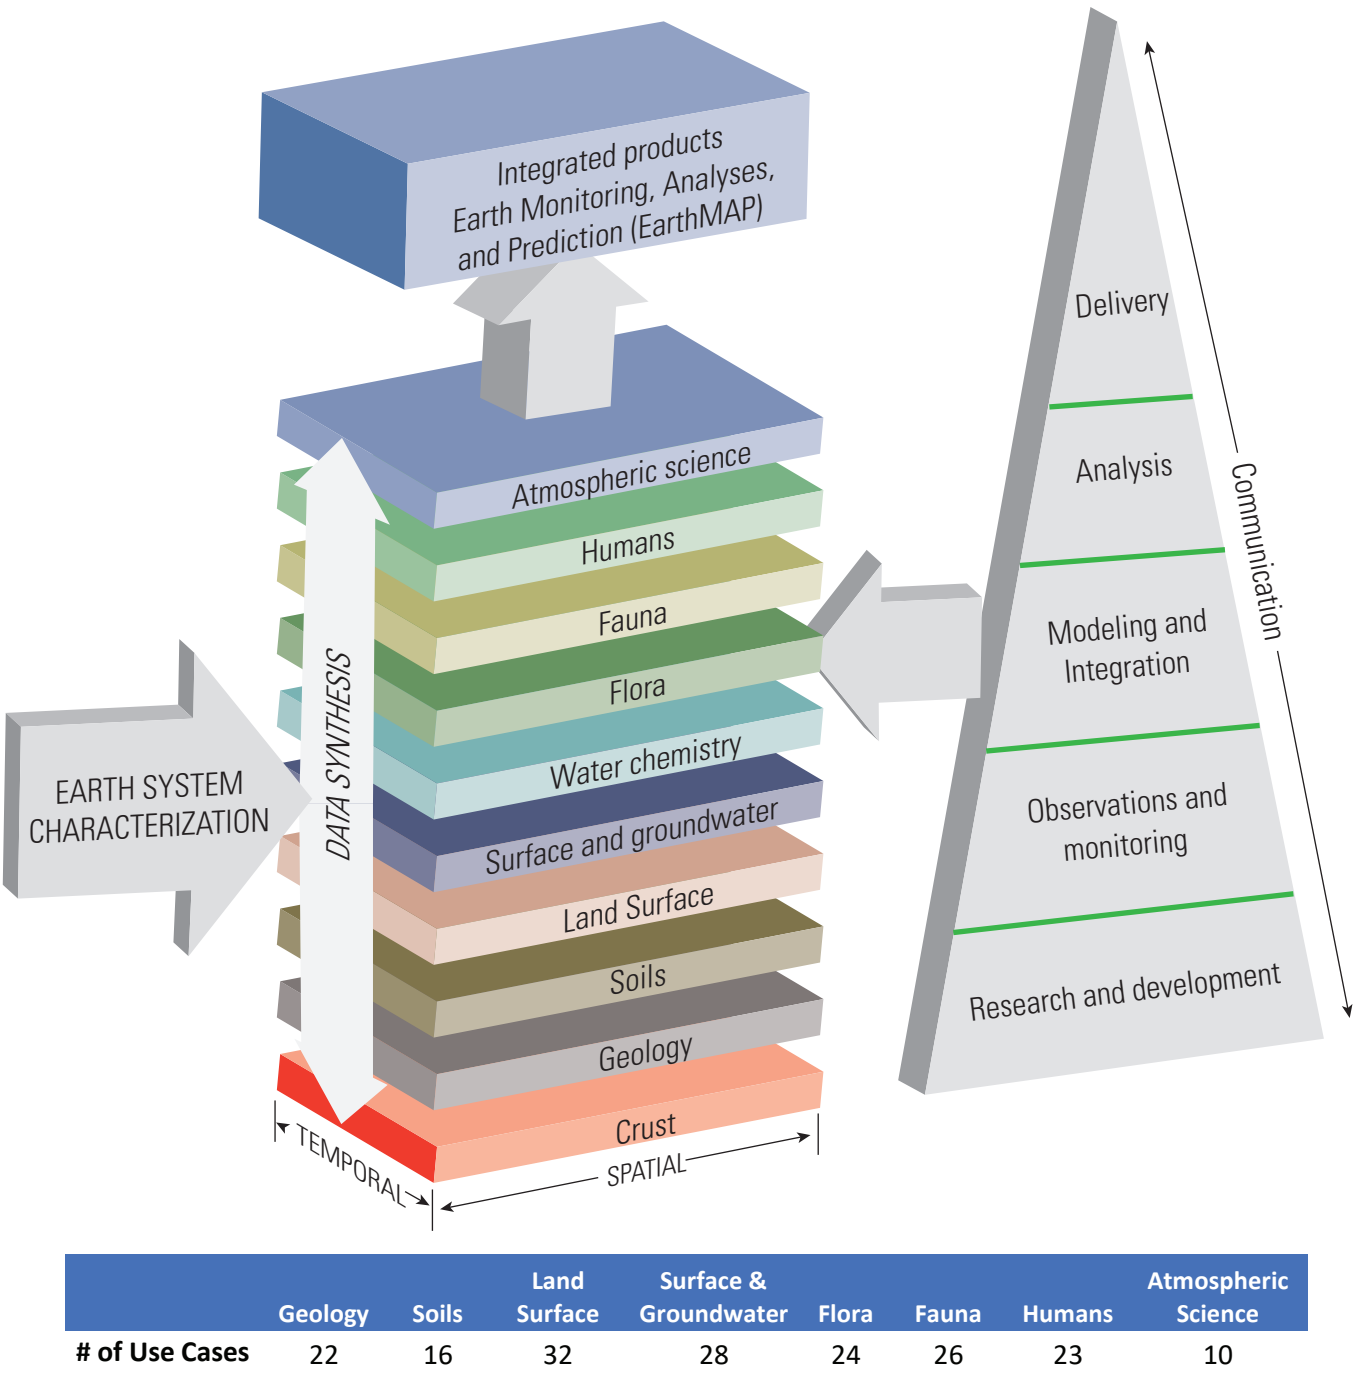 Integrated products
Earth Monitoring, Analyses,
and Prediction (EarthMAP)
Atmospheric science
Humans
Fauna
Flora
Water chemistry
Surface and groundwater
Land Surface
Soils
Geology
Crust
DATA SYNTHESIS
EARTH SYSTEM
CHARACTERIZATION
TEMPORAL
SPATIAL
Delivery
Analysis
Modeling and
Integration
Observations and
monitoring
Research and development
Communication
Geology Soils Land Surface Surface & Groundwater Flora Fauna Humans Atmospheric Science
# of Use Cases 22 16 32 28 24 26 23 10